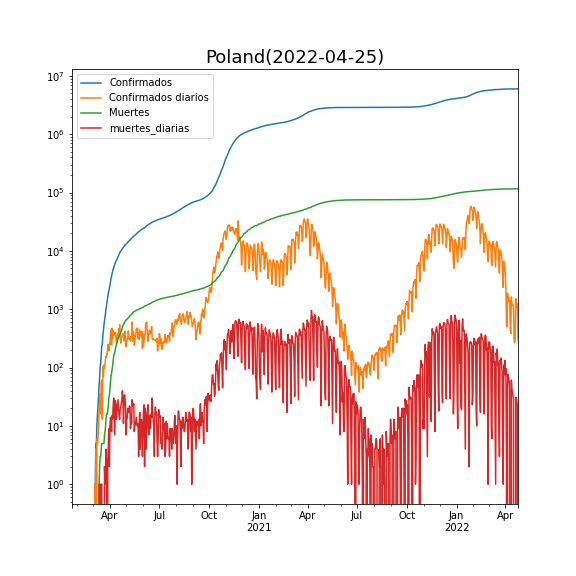 Poland(2022-04-25)
Confirmados
Confirmados diarios
Muertes
muertes_diarias
10^7
10^6
10^5
10^4
10^3
10^2
10^1
10^0
Apr Jul Oct Jan Apr Jul Oct Jan Apr
2021 2022